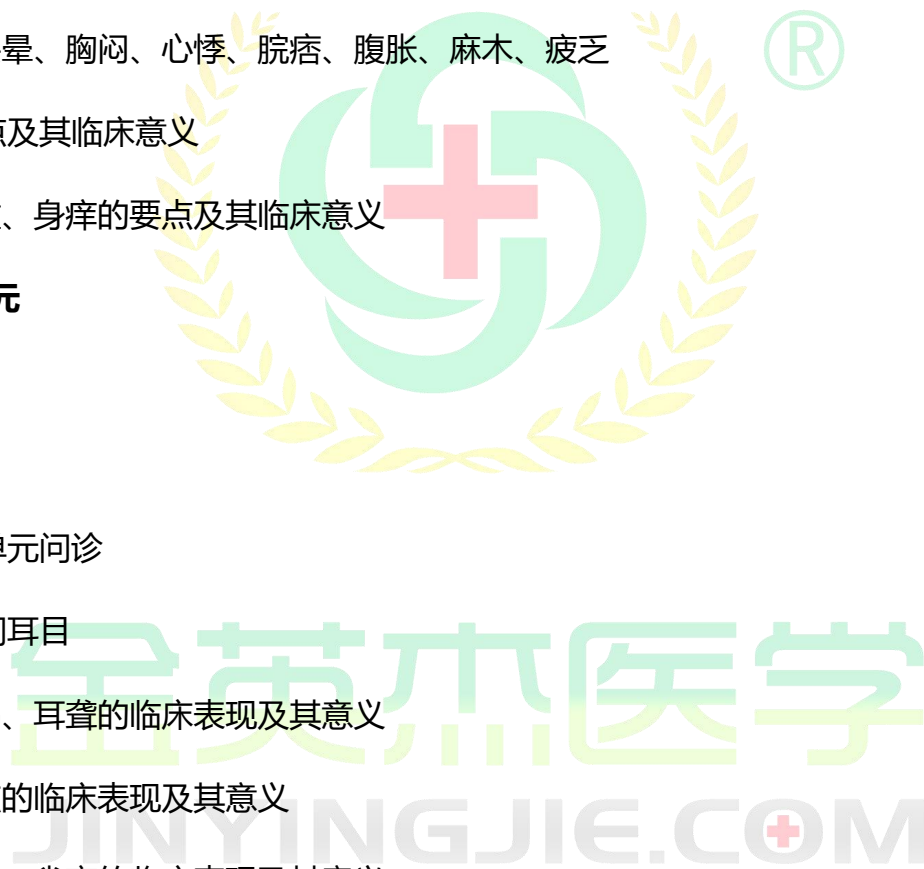 晕、胸闷、心悸、脘痞、腹胀、麻木、疲乏
®
及其临床意义
、身痒的要点及其临床意义
元
单元问诊
问耳目
、耳聋的临床表现及其意义
的临床表现及其意义
金英杰医学
JINYINGJIE.COM